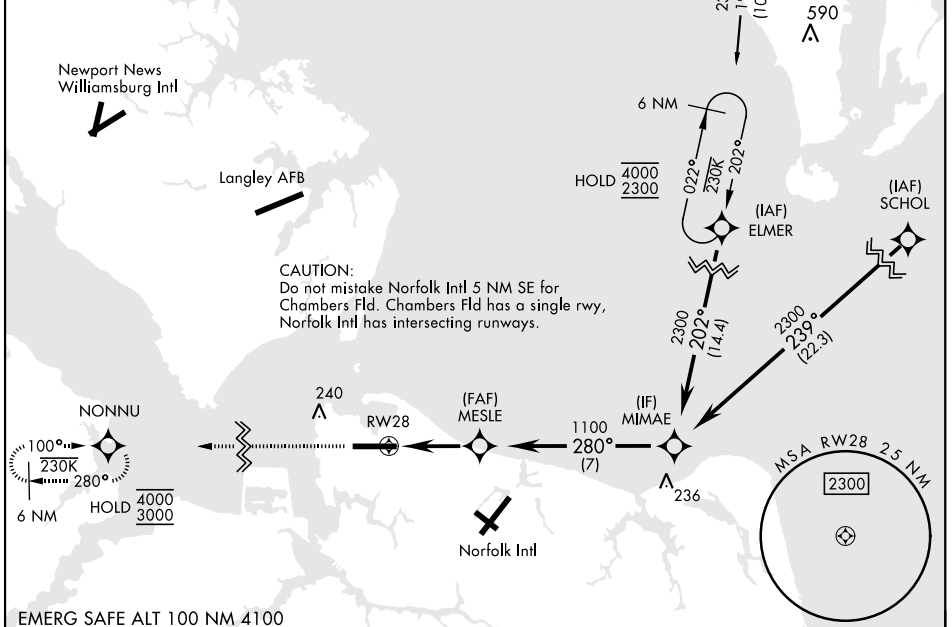 590
Newport News
Williamsburg Intl
6 NM
HOLD 4000
2300
022°
230K
202°
Langley AFB
(IAF)
ELMER
(IAF)
SCHOL
CAUTION:
Do not mistake Norfolk Intl 5 NM SE for
Chambers Fld. Chambers Fld has a single rwy,
Norfolk Intl has intersecting runways.
2300
202°
(14.4)
2300
239°
(22.3)
240
RW28
(FAF)
MESLE
(IF)
MIMAE
NONNU
1100
280°
(7)
100°
230K
280°
6 NM
HOLD 4000
3000
236
Norfolk Intl
MSA RW28 25 NM
2300
EMERG SAFE ALT 100 NM 4100